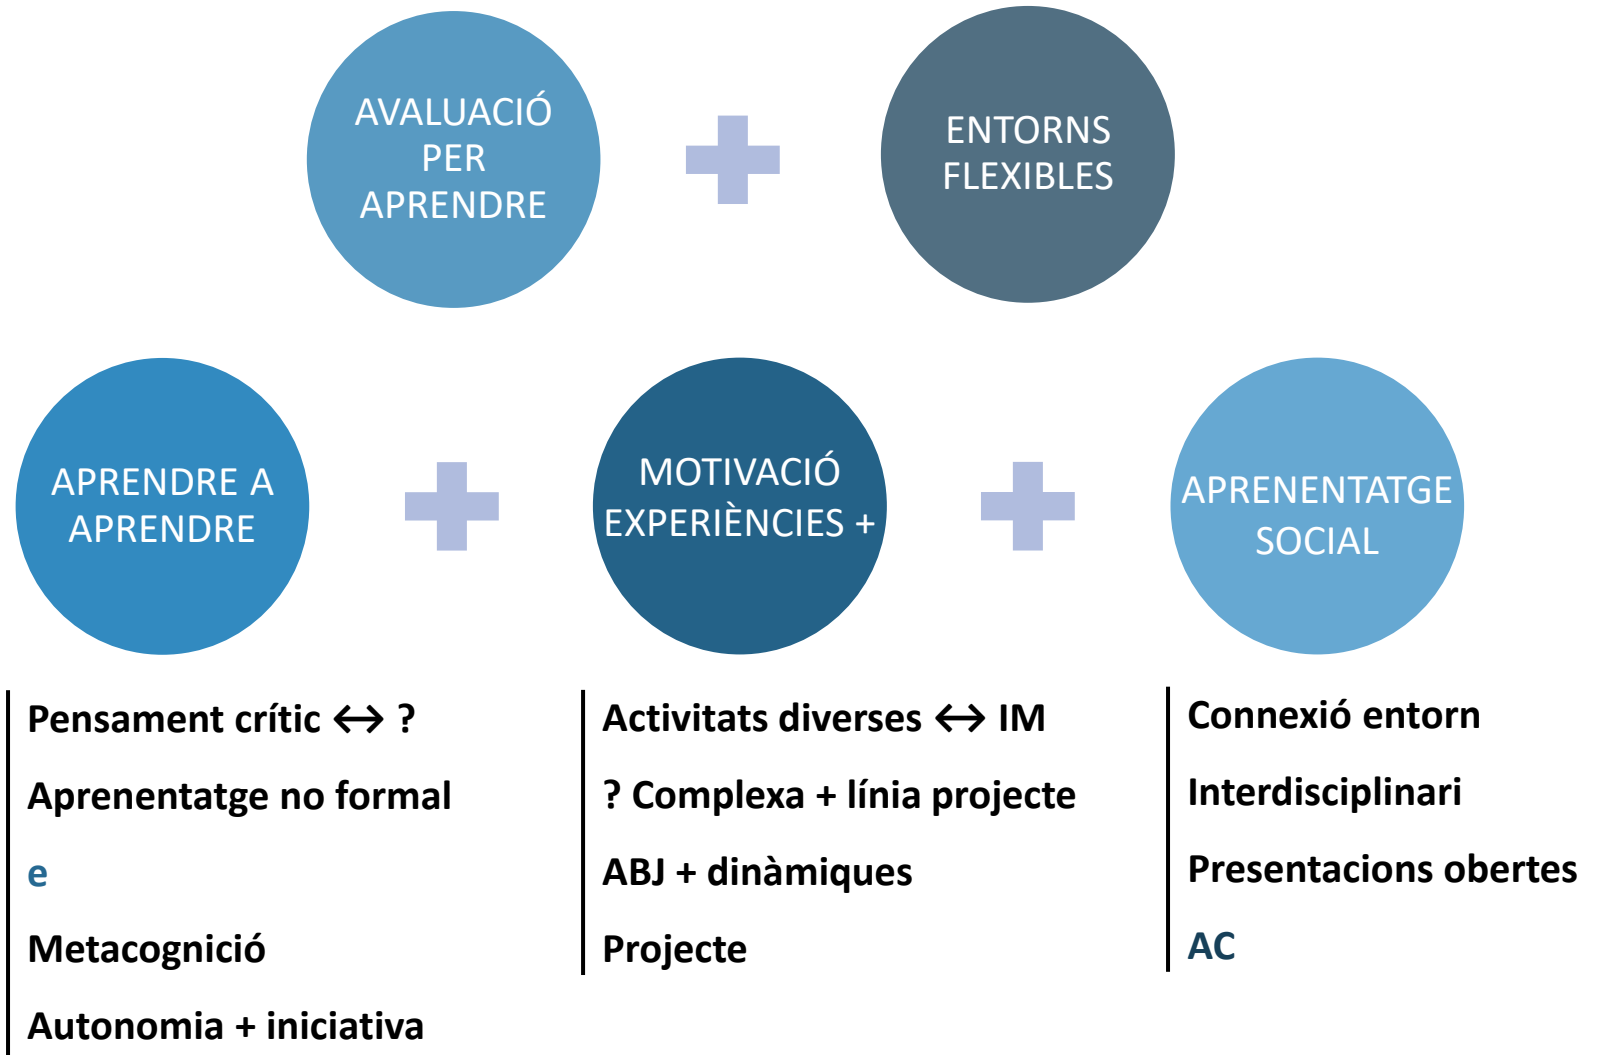 AVALUACIÓ
PER
APRENDRE
ENTORNS
FLEXIBLES
APRENDRE A
APRENDRE
MOTIVACIÓ
EXPERIÈNCIES +
APRENENTATGE
SOCIAL
Pensament crític ↔ ?
Aprenentatge no formal
e
Metacognició
Autonomia + iniciativa
Activitats diverses ↔ IM
? Complexa + línia projecte
ABJ + dinàmiques
Projecte
Connexió entorn
Interdisciplinari
Presentacions obertes
AC